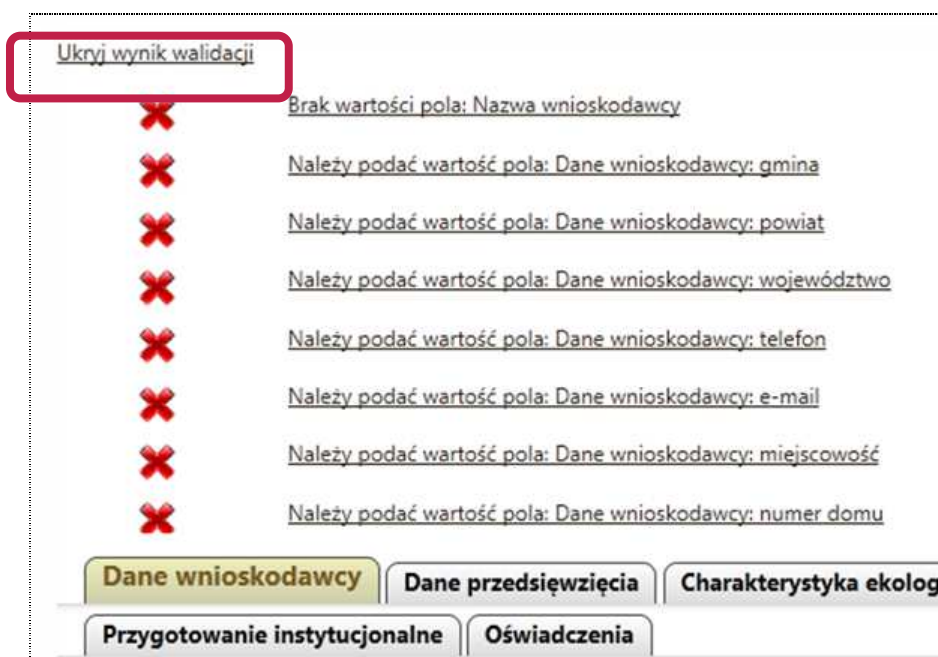 Ukryj wynik walidacji
Brak wartości pola: Nazwa wnioskodawcy
Należy podać wartość pola: Dane wnioskodawcy: gmina
Należy podać wartość pola: Dane wnioskodawcy: powiat
Należy podać wartość pola: Dane wnioskodawcy: województwo
Należy podać wartość pola: Dane wnioskodawcy: telefon
Należy podać wartość pola: Dane wnioskodawcy: e-mail
Należy podać wartość pola: Dane wnioskodawcy: miejscowość
Należy podać wartość pola: Dane wnioskodawcy: numer domu
Dane wnioskodawcy Dane przedsięwzięcia Charakterystyka ekolog
Przygotowanie instytucjonalne Oświadczenia